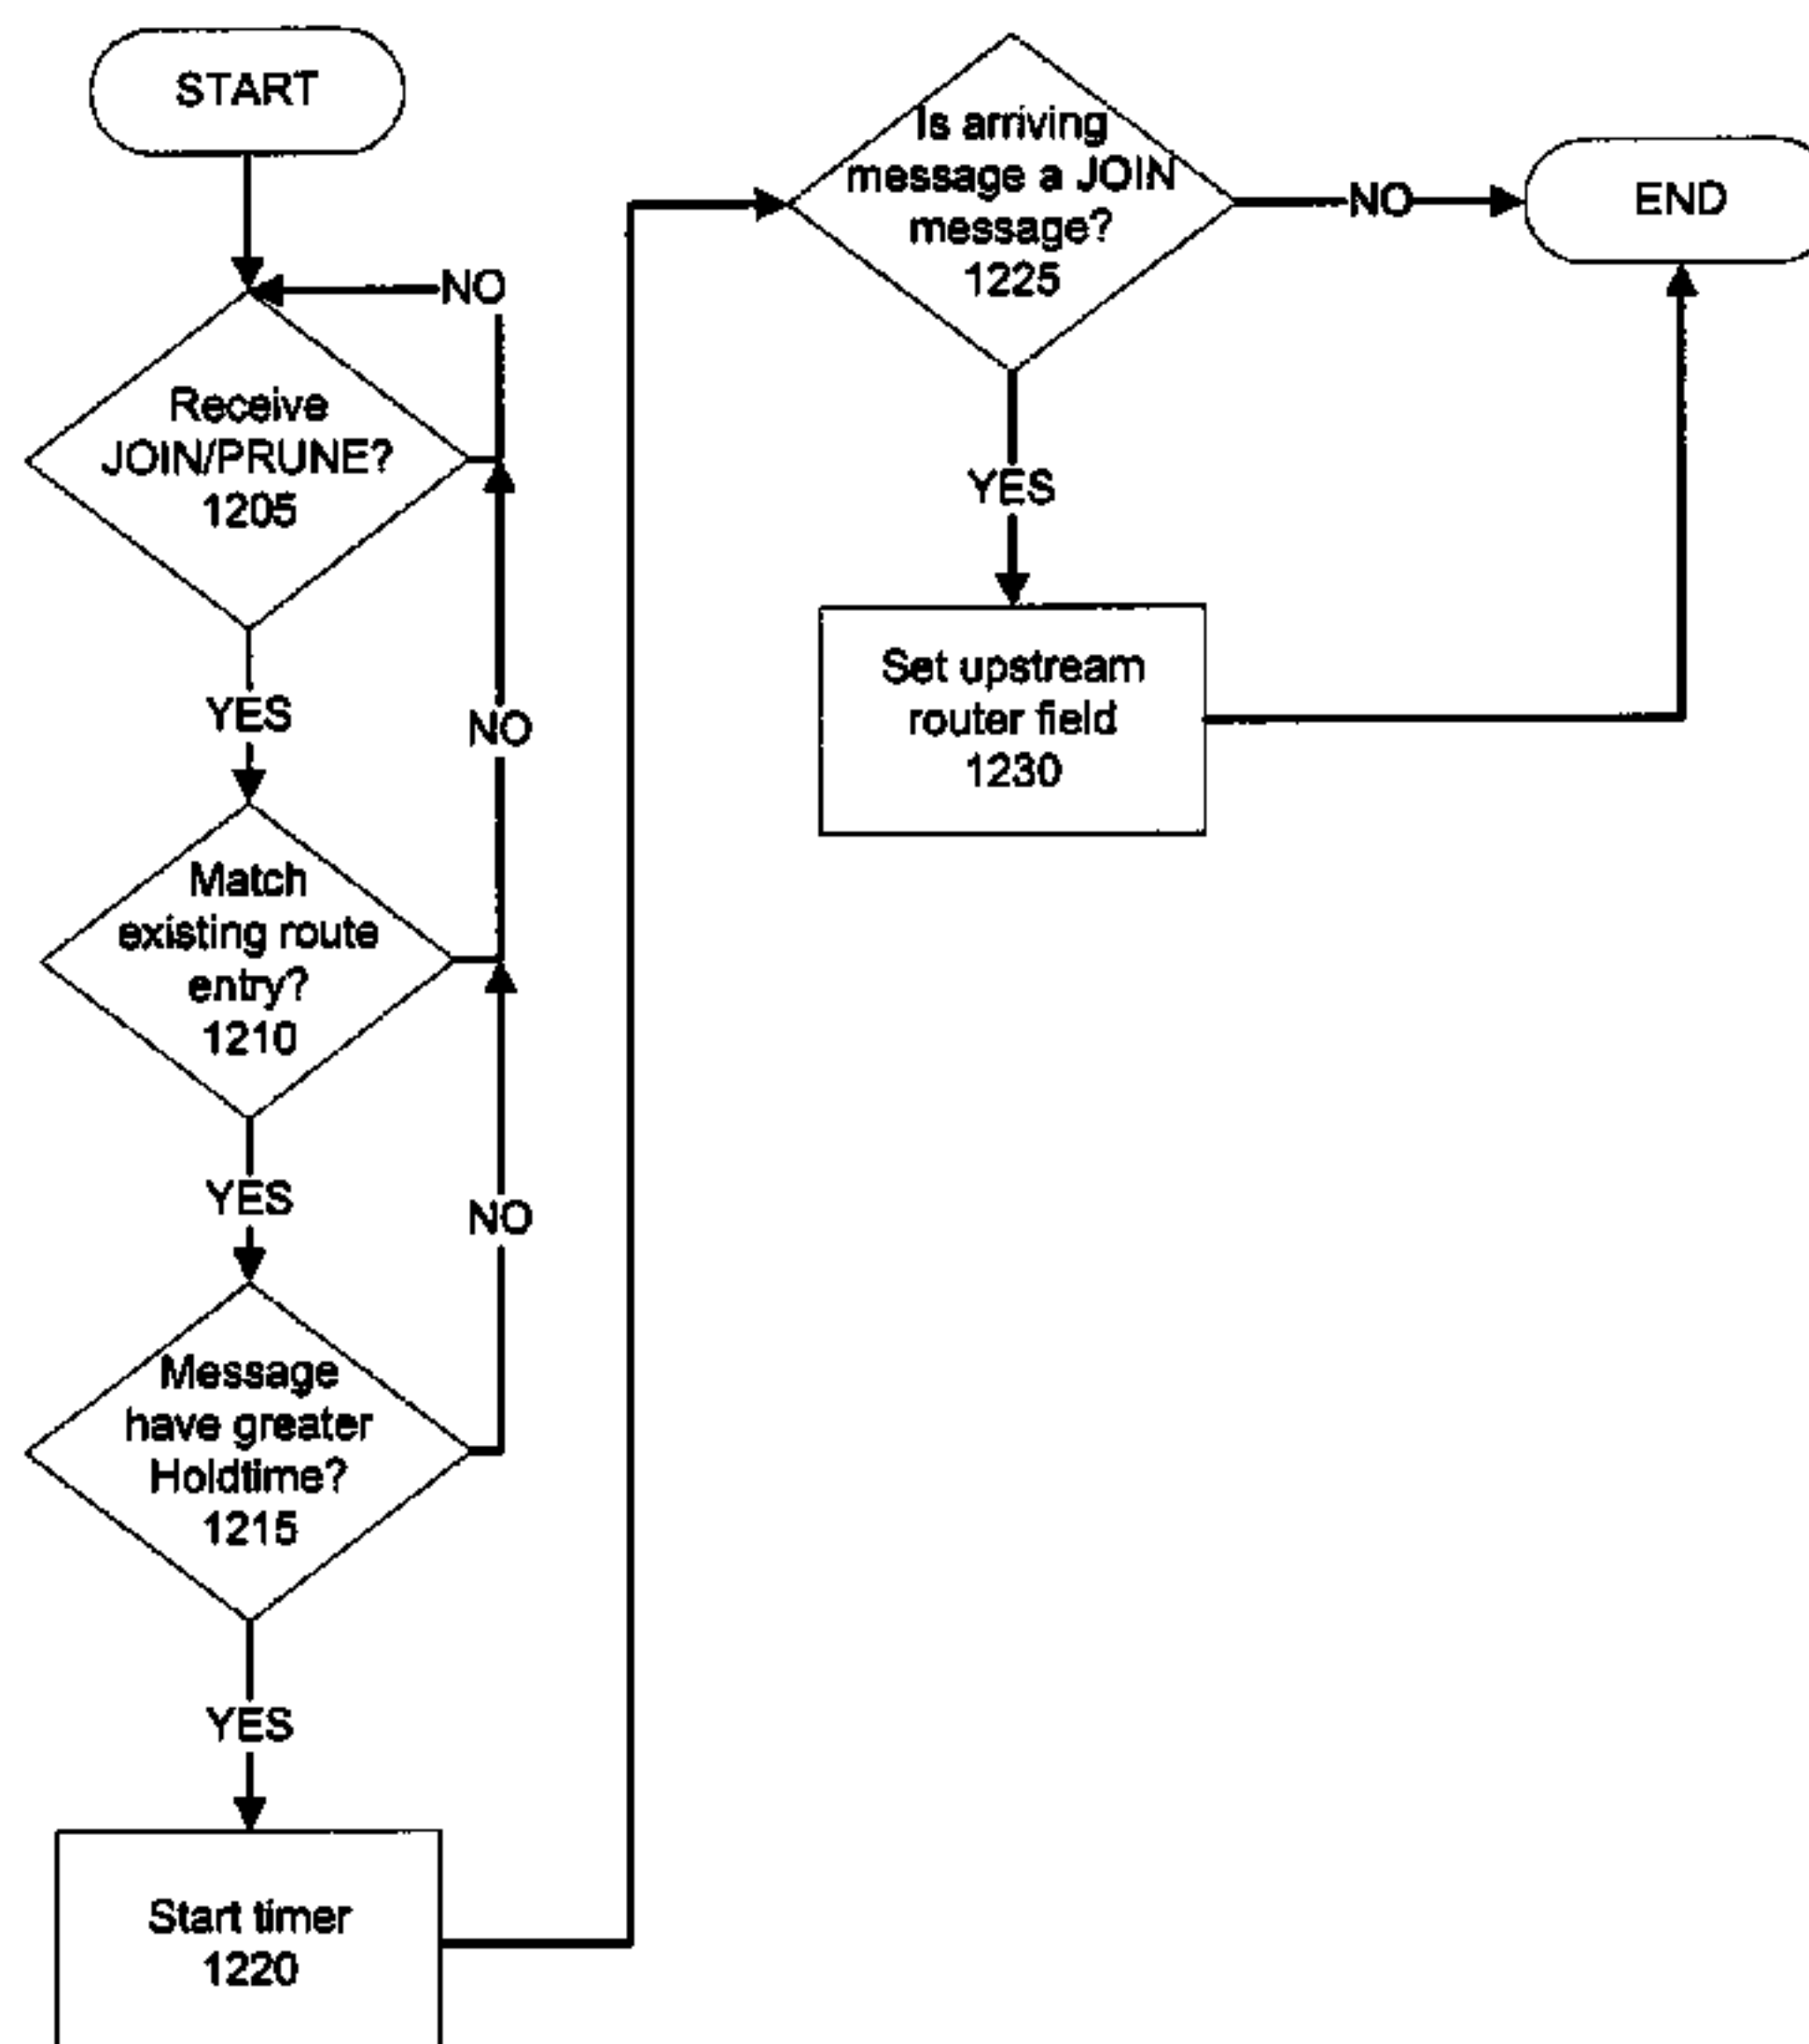 START
NO
Receive
JOIN/PRUNE?
1205
YES
NO
Match
existing route
entry?
1210
YES
NO
Message
have greater
Holdtime?
1215
YES
Start timer
1220
Is arriving
message a JOIN
message?
1225
NO
END
YES
Set upstream
router field
1230